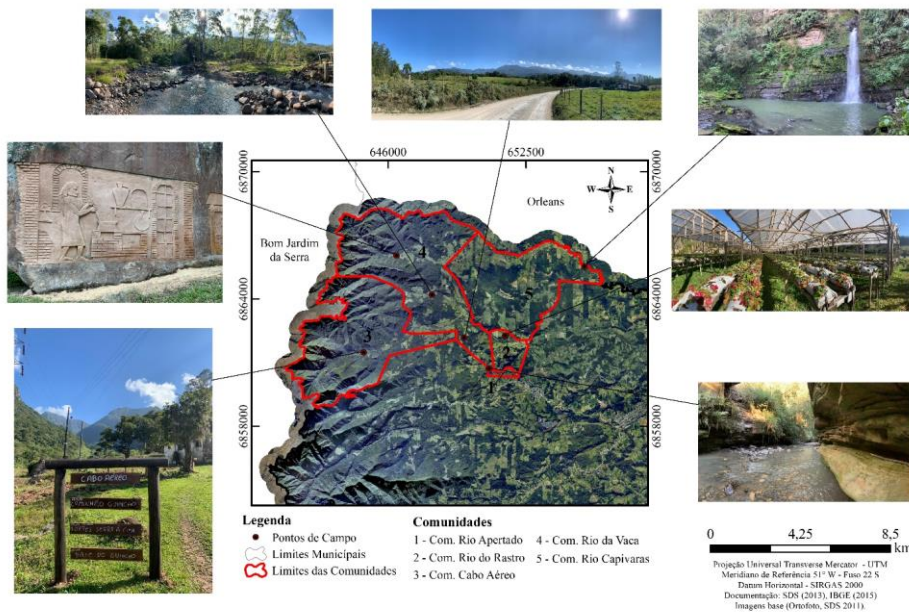 646000
652500
6870000
6870000
N
W E
S
Orleans
Bom Jardim
da Serra
4
5
6864000
6864000
3
2
1
6858000
6858000
CABO AÉREO
Legenda
Pontos de Campo
Limites Municipais
Limites das Comunidades
Comunidades
1 - Com. Rio Apertado
2 - Com. Rio do Rastro
3 - Com. Cabo Aéreo
4 - Com. Rio da Vaca
5 - Com. Rio Capivaras
0 4,25 8,5
km
Projeção Universal Transverse Mercator - UTM
Meridiano de Referência 51° W - Fuso 22 S
Datum Horizontal - SIRGAS 2000
Documentação: SDS (2013), IBGE (2015)
Imagens base (Ortofoto, SDS 2011).